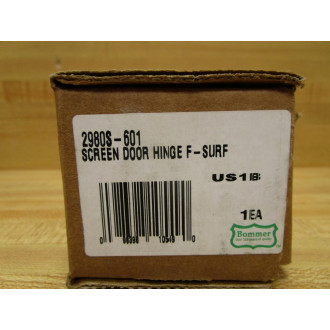 2980S-601
SCREEN DOOR HINGE F-SURF
US1B
1EA
Bommer